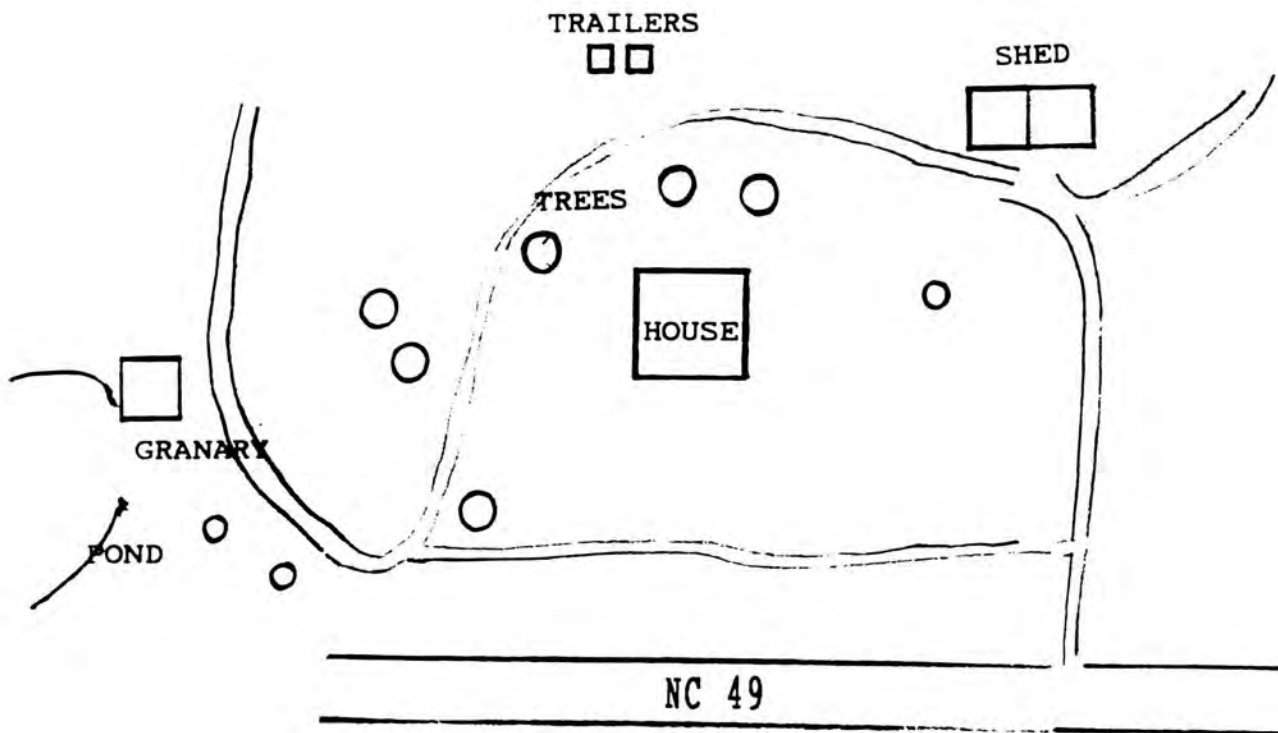 TRAILERS
SHED
TREES
HOUSE
GRANARY
POND
NC 49